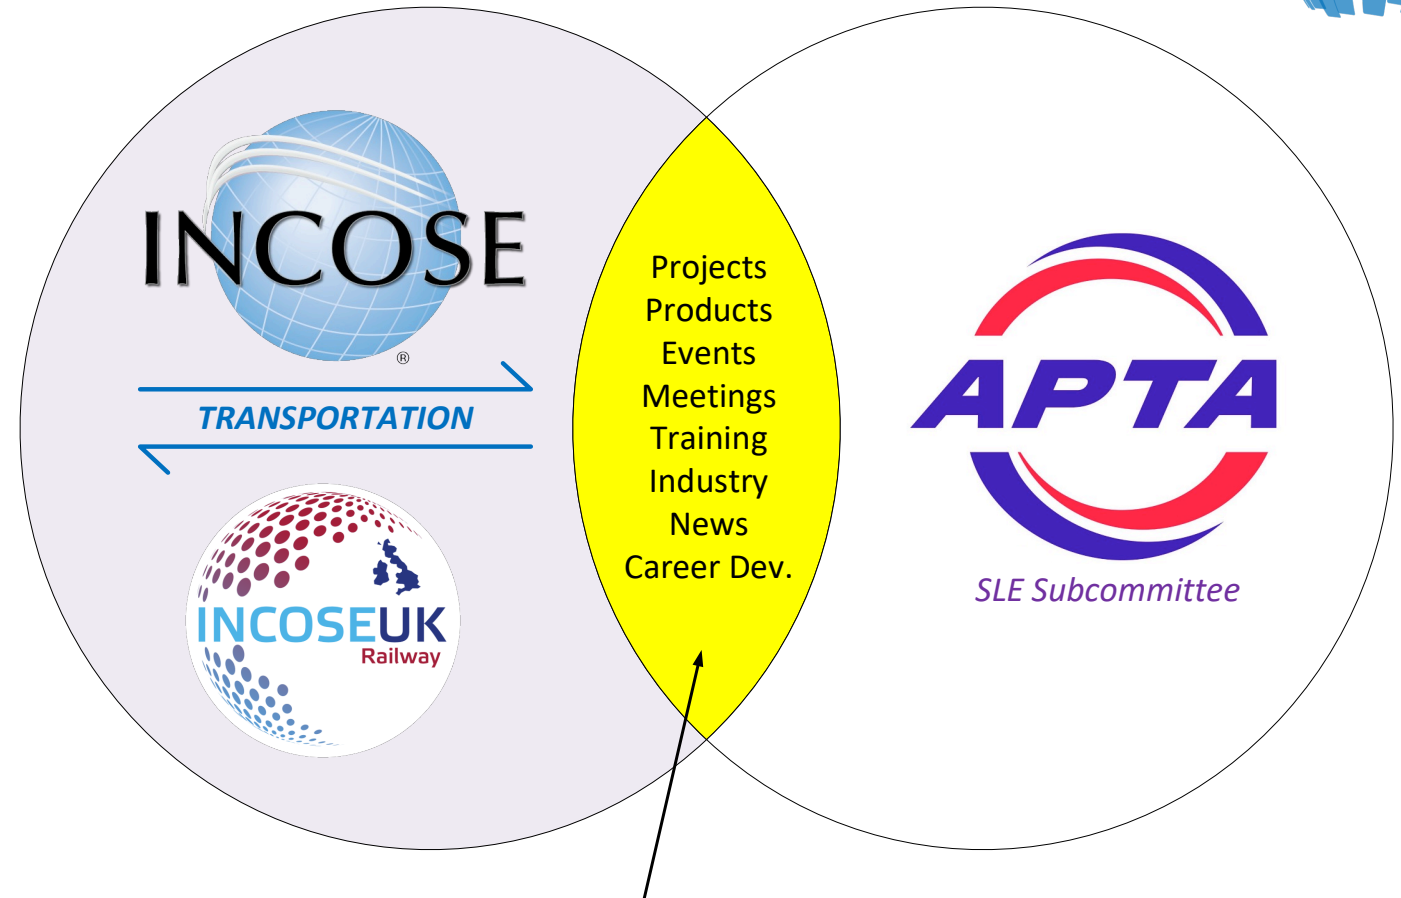 INCOSE
®
TRANSPORTATION
INCOSEUK
Railway
Projects
Products
Events
Meetings
Training
Industry
News
Career Dev.
APTA
SLE Subcommittee